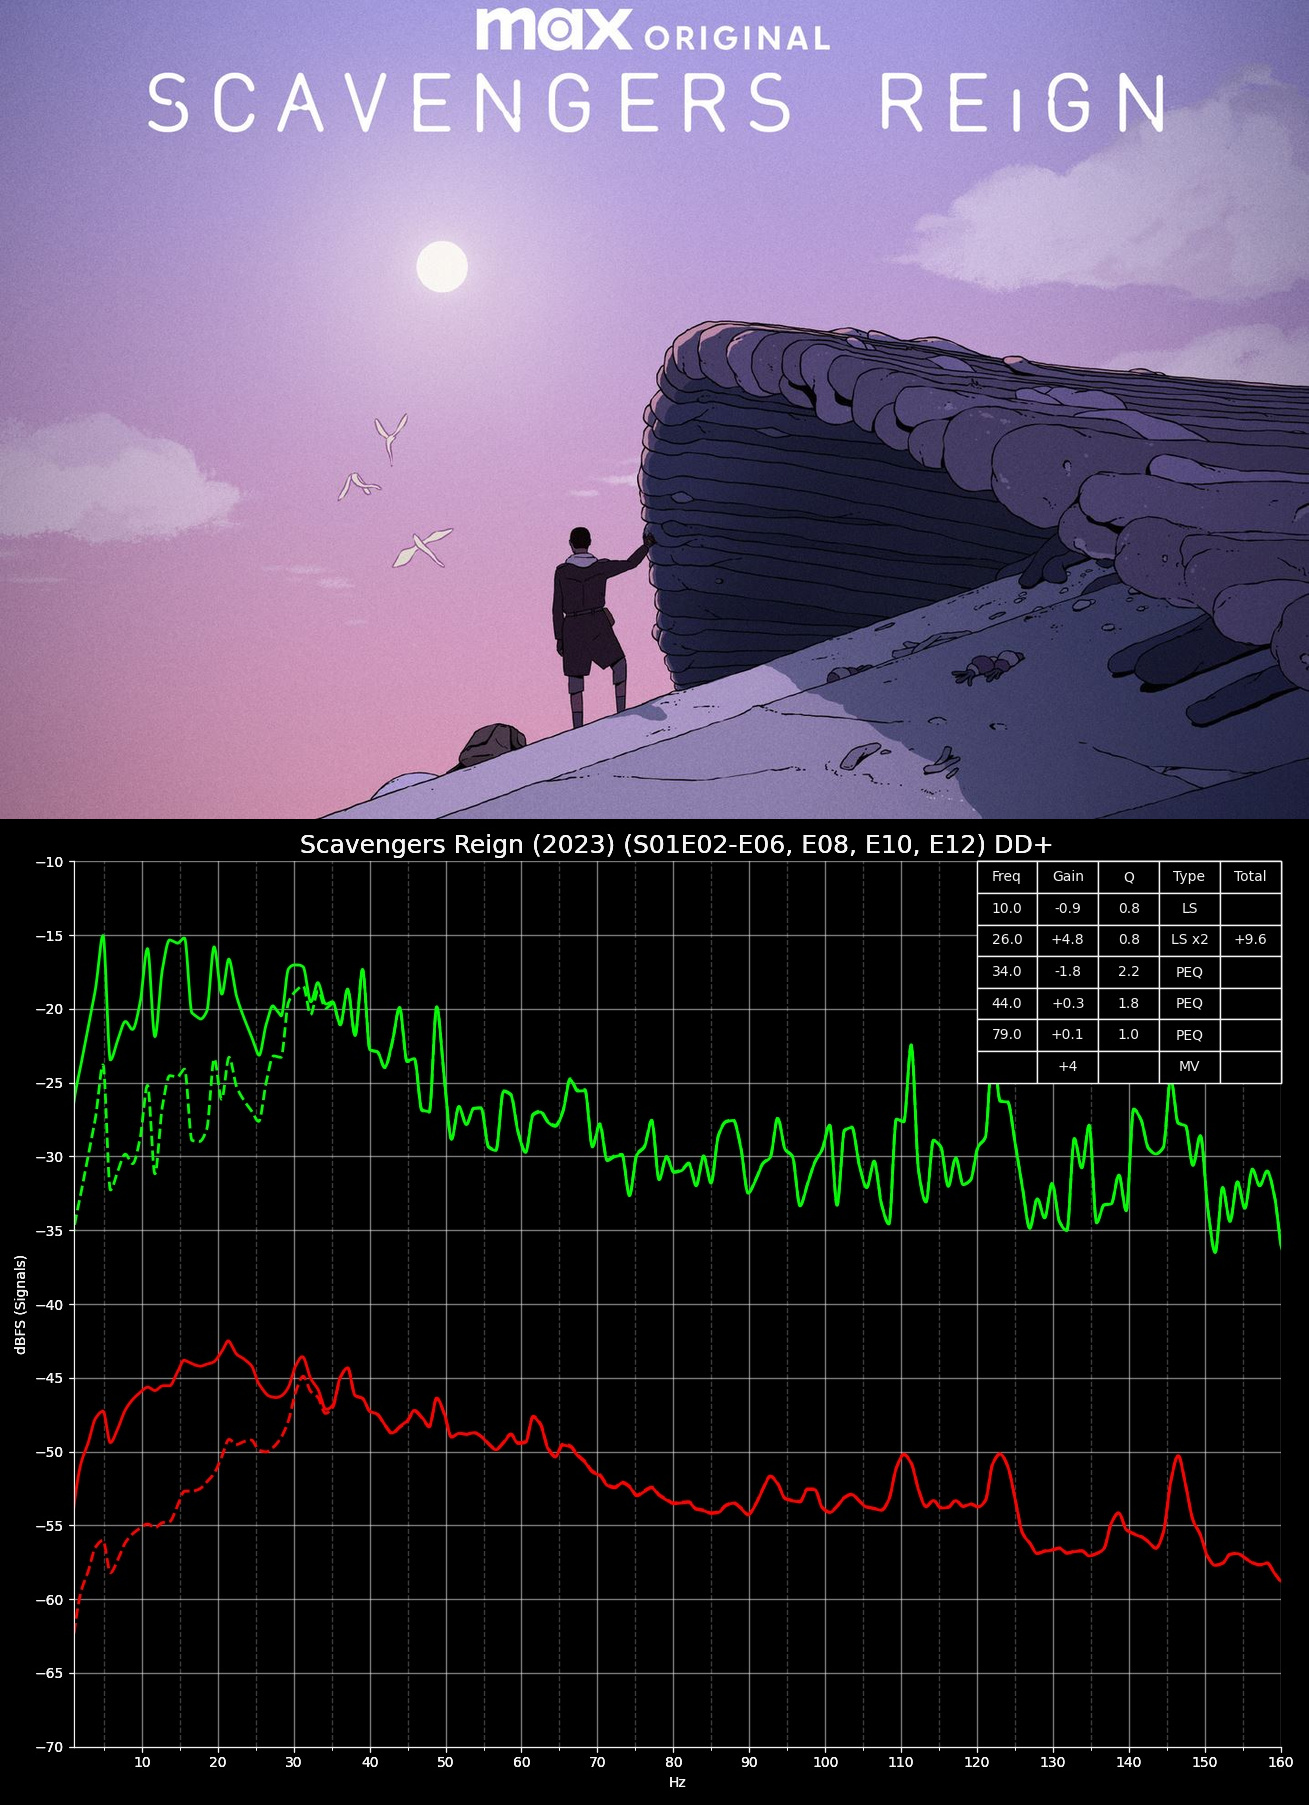 max ORIGINAL
SCAVENGERS REIGN
Scavengers Reign (2023) (S01E02-E06, E08, E10, E12) DD+
Freq Gain Q Type Total
10.0 -0.9 0.8 LS
26.0 +4.8 0.8 LS x2 +9.6
34.0 -1.8 2.2 PEQ
44.0 +0.3 1.8 PEQ
79.0 +0.1 1.0 PEQ
+4 MV
−10
−15
−20
−25
−30
−35
−40
−45
−50
−55
−60
−65
−70
dBFS (Signals)
10 20 30 40 50 60 70 80 90 100 110 120 130 140 150 160
Hz